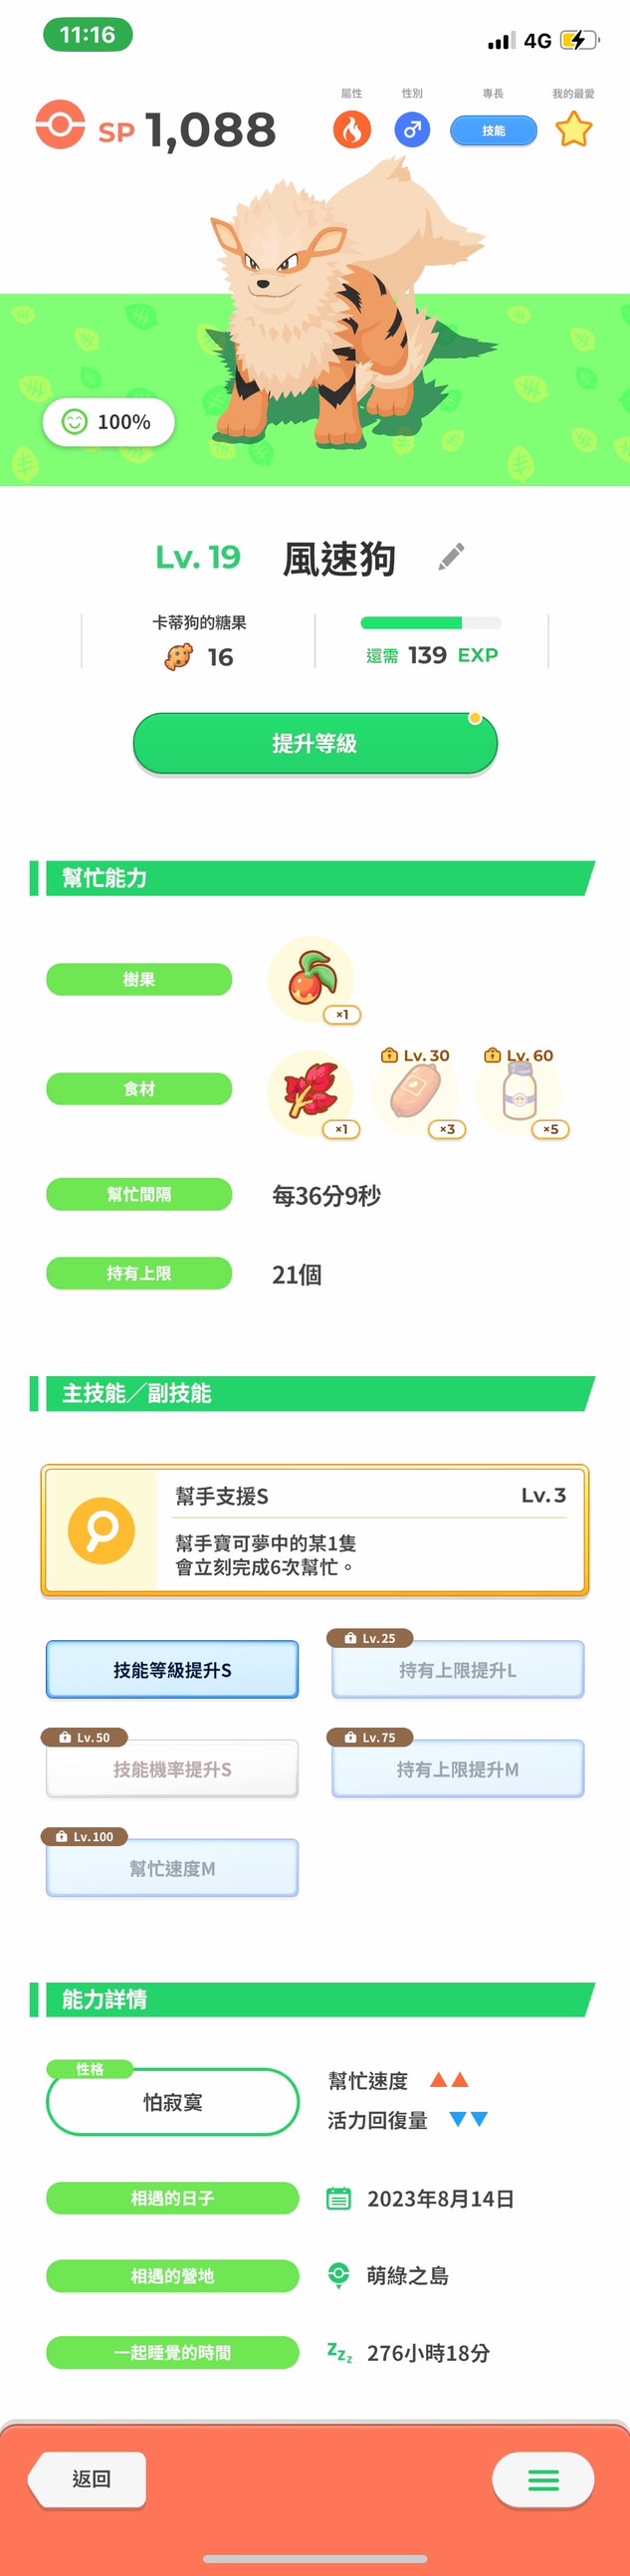 11:16
4G
屬性 性別 專長 我的最愛
SP 1,088
技能
100%
Lv. 19 風速狗
卡蒂狗的糖果
16
還需 139 EXP
提升等級
幫忙能力
樹果
×1
食材
×1
Lv. 30
×3
Lv. 60
×5
幫忙間隔
每36分9秒
持有上限
21個
主技能／副技能
幫手支援S Lv. 3
幫手寶可夢中的某1隻
會立刻完成6次幫忙。
技能等級提升S
Lv. 25
持有上限提升L
Lv. 50
技能機率提升S
Lv. 75
持有上限提升M
Lv. 100
幫忙速度M
能力詳情
性格
怕寂寞
幫忙速度 ▲▲
活力回復量 ▼▼
相遇的日子
2023年8月14日
相遇的營地
萌綠之島
一起睡覺的時間
zzz 276小時18分
返回